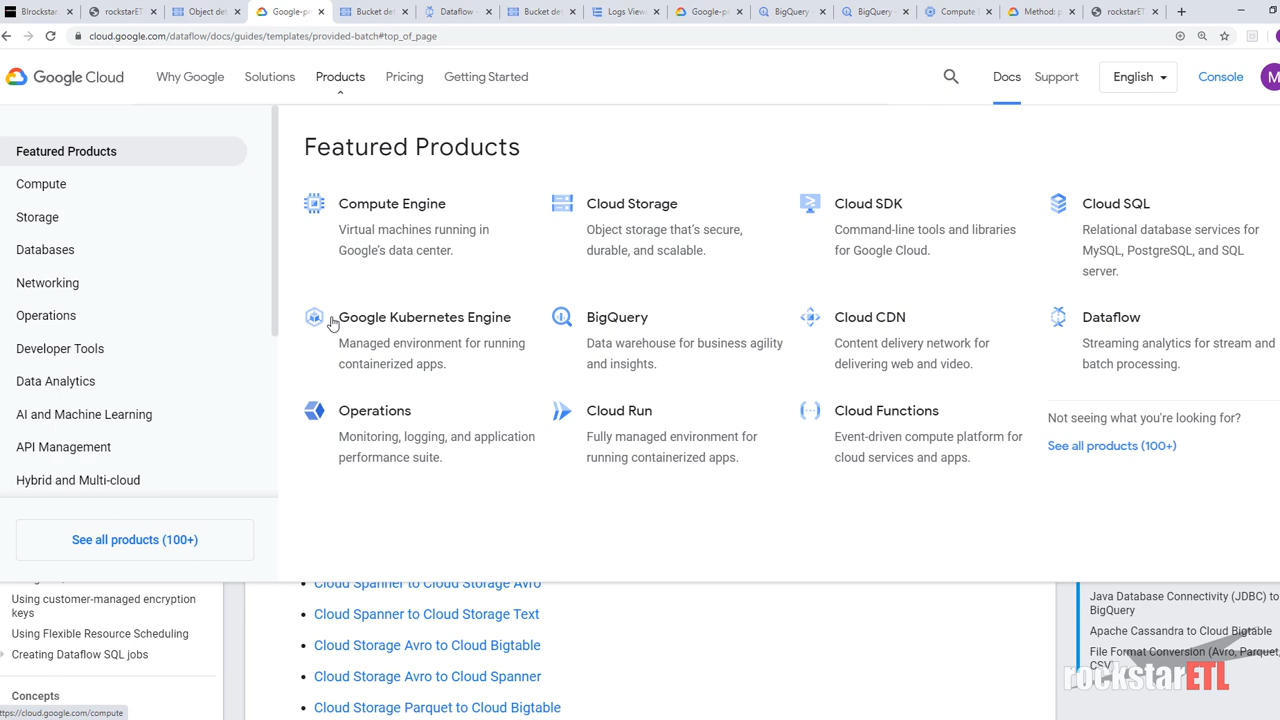 Blrockstar
rockstarET
Object de
Google-p
Bucket de
Dataflow
Bucket de
Logs View
Google-p
BigQuery
BigQuery
Compute
Method: p
rockstarET
cloud.google.com/dataflow/docs/guides/templates/provided-batch#top_of_page
Google Cloud
Why Google
Solutions
Products
Pricing
Getting Started
Docs
Support
English
Console
M
Featured Products
Compute
Storage
Databases
Networking
Operations
Developer Tools
Data Analytics
AI and Machine Learning
API Management
Hybrid and Multi-cloud
See all products (100+)
Featured Products
Compute Engine
Virtual machines running in
Google's data center.
Cloud Storage
Object storage that's secure,
durable, and scalable.
Cloud SDK
Command-line tools and libraries
for Google Cloud.
Cloud SQL
Relational database services for
MySQL, PostgreSQL, and SQL
server.
Google Kubernetes Engine
Managed environment for running
containerized apps.
BigQuery
Data warehouse for business agility
and insights.
Cloud CDN
Content delivery network for
delivering web and video.
Dataflow
Streaming analytics for stream and
batch processing.
Operations
Monitoring, logging, and application
performance suite.
Cloud Run
Fully managed environment for
running containerized apps.
Cloud Functions
Event-driven compute platform for
cloud services and apps.
Not seeing what you're looking for?
See all products (100+)
Using customer-managed encryption
keys
Using Flexible Resource Scheduling
Creating Dataflow SQL jobs
Concepts
https://cloud.google.com/compute
Cloud Spanner to Cloud Storage Avro
Cloud Spanner to Cloud Storage Text
Cloud Storage Avro to Cloud Bigtable
Cloud Storage Avro to Cloud Spanner
Cloud Storage Parquet to Cloud Bigtable
Java Database Connectivity (JDBC) to
BigQuery
Apache Cassandra to Cloud Bigtable
File Format Conversion (Avro, Parquet,
CSV
rockstarETL